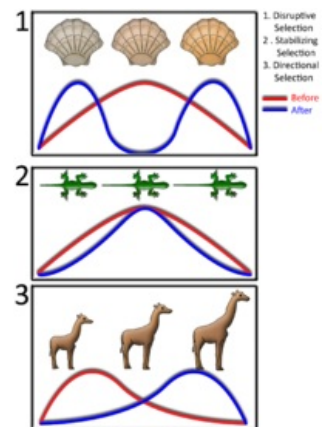 1
1. Disruptive
Selection
2 . Stabilizing
Selection
3. Directional
Selection
Before
After
2
3